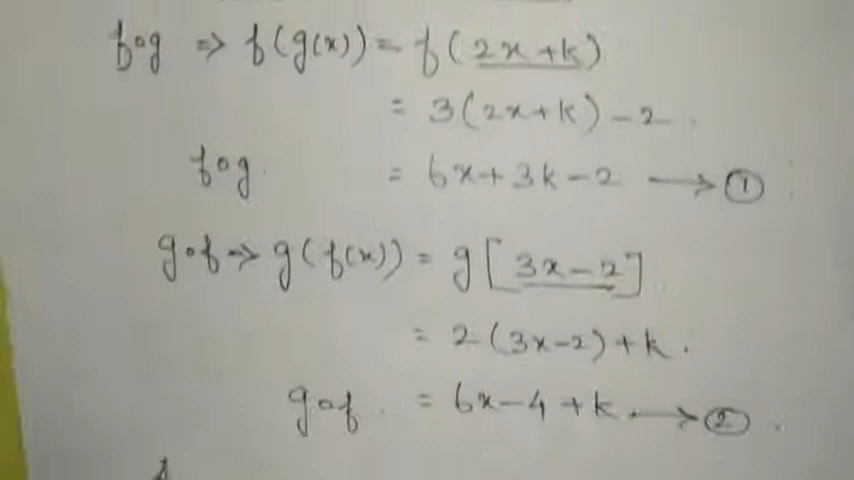 fog ⇒ f(g(x)) = f(2x+k)
= 3(2x+k)-2
fog = 6x+3k-2 → ①
gof ⇒ g(f(x)) = g[3x-2]
= 2(3x-2)+k.
gof = 6x-4+k. → ②